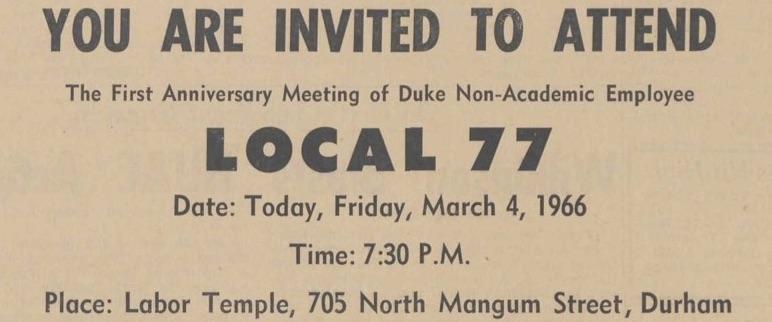 YOU ARE INVITED TO ATTEND
The First Anniversary Meeting of Duke Non-Academic Employee
LOCAL 77
Date: Today, Friday, March 4, 1966
Time: 7:30 P.M.
Place: Labor Temple, 705 North Mangum Street, Durham